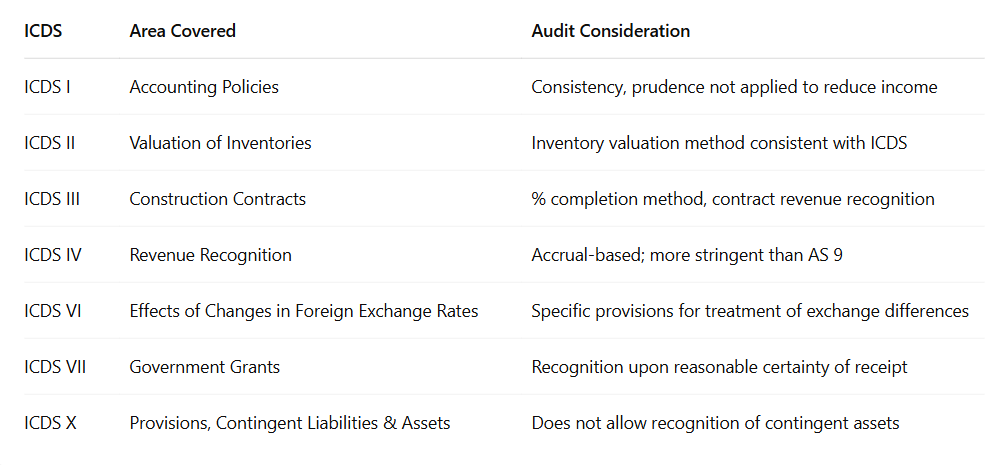 ICDS Area Covered Audit Consideration
ICDS I Accounting Policies Consistency, prudence not applied to reduce income
ICDS II Valuation of Inventories Inventory valuation method consistent with ICDS
ICDS III Construction Contracts % completion method, contract revenue recognition
ICDS IV Revenue Recognition Accrual-based; more stringent than AS 9
ICDS VI Effects of Changes in Foreign Exchange Rates Specific provisions for treatment of exchange differences
ICDS VII Government Grants Recognition upon reasonable certainty of receipt
ICDS X Provisions, Contingent Liabilities & Assets Does not allow recognition of contingent assets